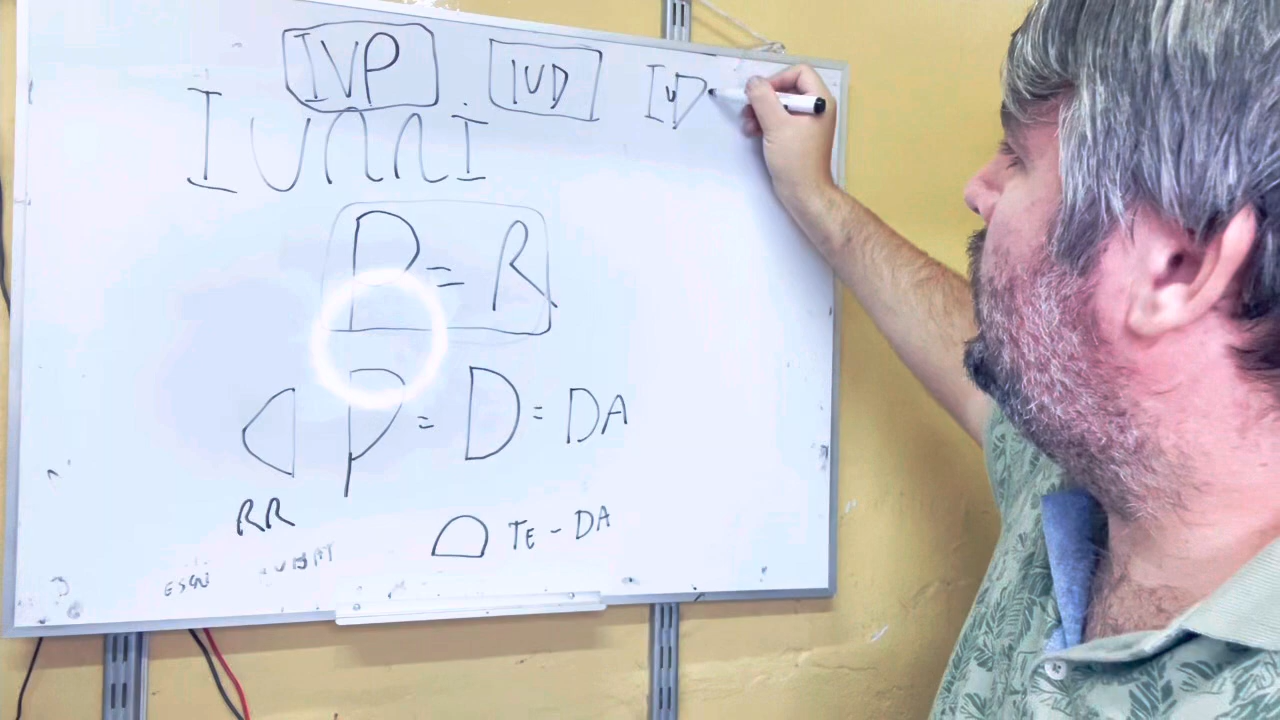 IVP IUD IUD
IUNNI
P = R
D P = D = DA
RR
D TE - DA